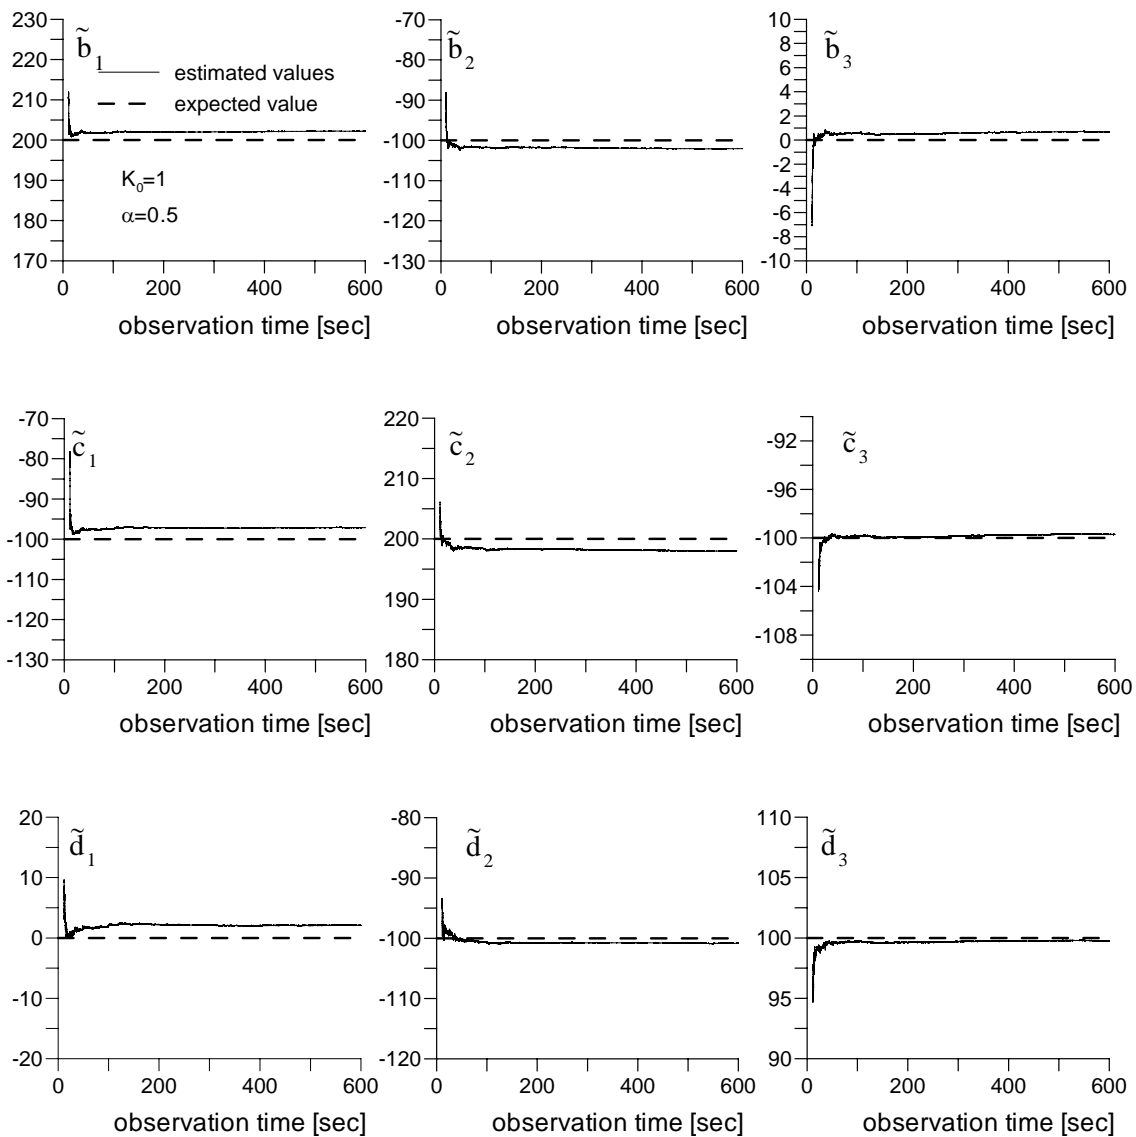 b̃₁
230
220
210
200
190
180
170
estimated values
expected value
K₀=1
α=0.5
0 200 400 600
observation time [sec]
b̃₂
-70
-80
-90
-100
-110
-120
-130
0 200 400 600
observation time [sec]
b̃₃
10
8
6
4
2
0
-2
-4
-6
-8
-10
0 200 400 600
observation time [sec]
c̃₁
-70
-80
-90
-100
-110
-120
-130
0 200 400 600
observation time [sec]
c̃₂
220
210
200
190
180
0 200 400 600
observation time [sec]
c̃₃
-92
-96
-100
-104
-108
0 200 400 600
observation time [sec]
d̃₁
20
10
0
-10
-20
0 200 400 600
observation time [sec]
d̃₂
-80
-90
-100
-110
-120
0 200 400 600
observation time [sec]
d̃₃
110
105
100
95
90
0 200 400 600
observation time [sec]